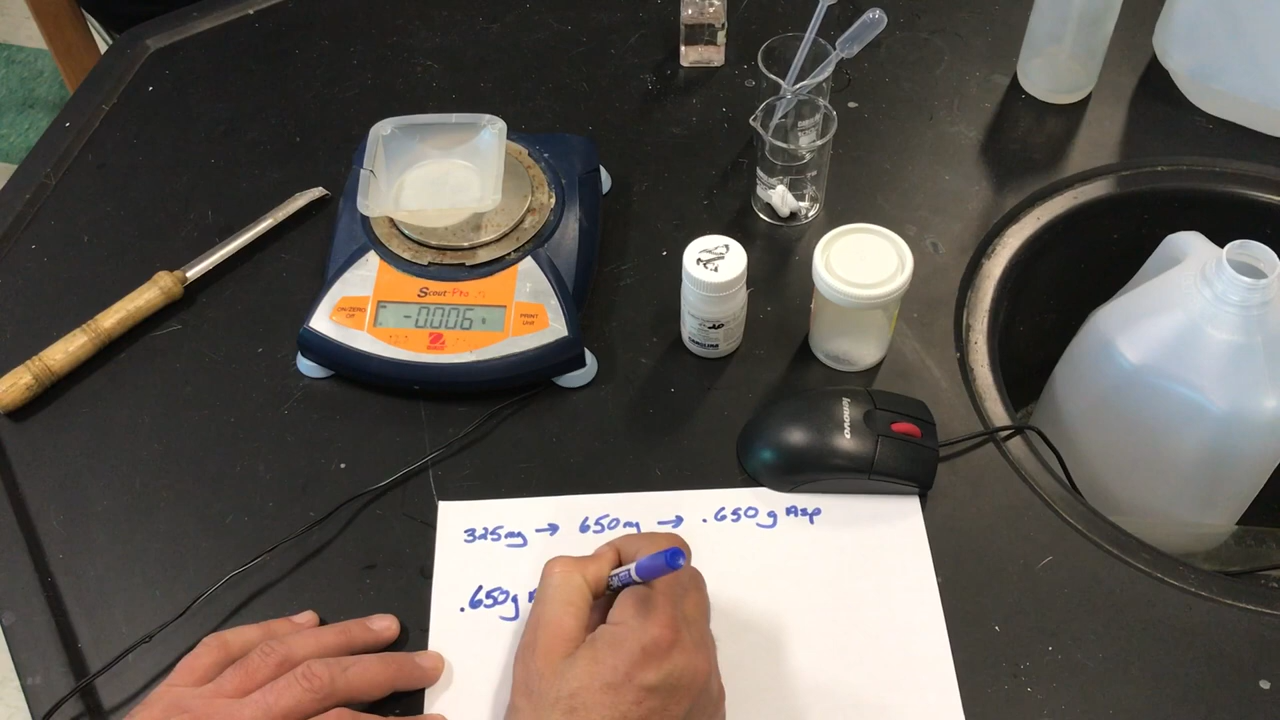 Scout-Pro
ON/ZERO
Off
PRINT
Unit
-0.006
lenovo
325mg → 650mg → .650g Asp
.650g